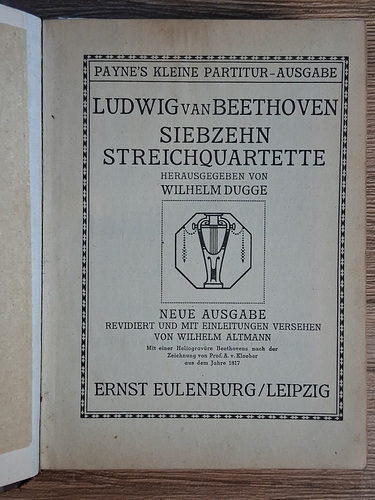 PAYNE'S KLEINE PARTITUR-AUSGABE
LUDWIG VAN BEETHOVEN
SIEBZEHN
STREICHQUARTETTE
HERAUSGEGEBEN VON
WILHELM DUGGE
NEUE AUSGABE
REVIDIERT UND MIT EINLEITUNGEN VERSEHEN
VON WILHELM ALTMANN
Mit einer Heliogravüre Beethovens nach der
Zeichnung von Prof. A. v. Kloeber
aus dem Jahre 1817
ERNST EULENBURG/LEIPZIG